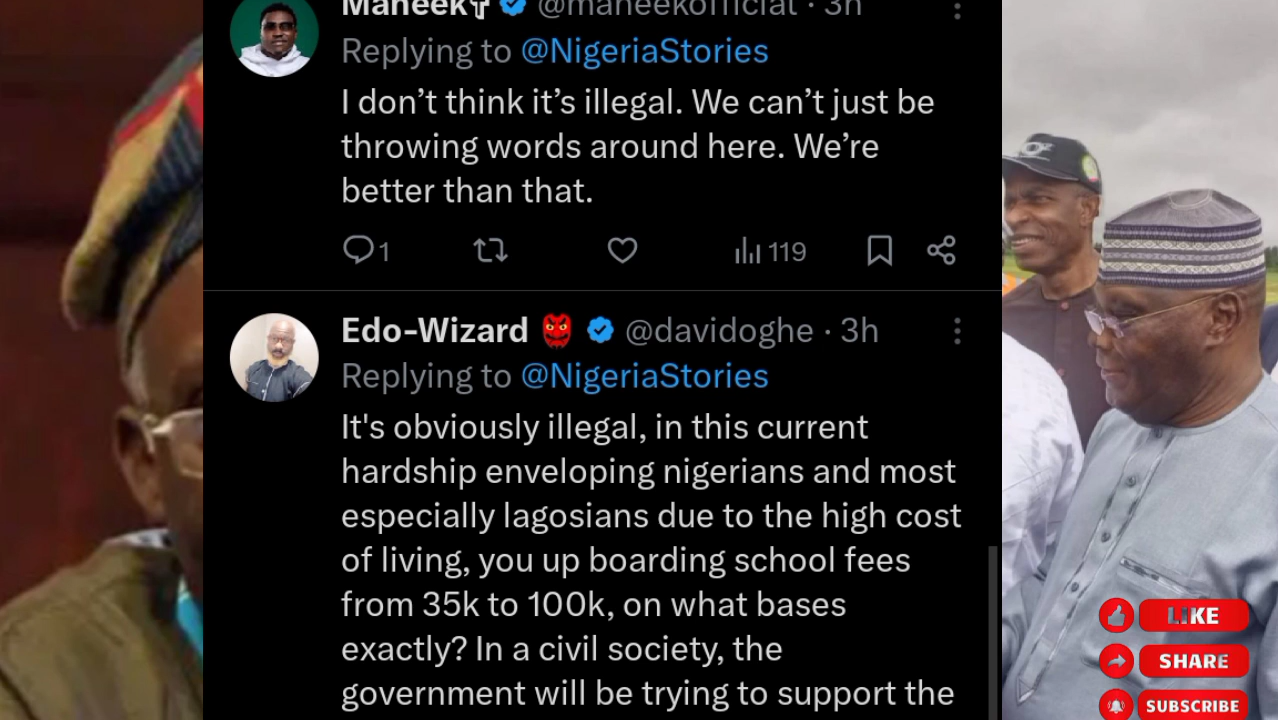 Maneek✞ @maneekofficial · 3h
Replying to @NigeriaStories
I don’t think it’s illegal. We can’t just be
throwing words around here. We’re
better than that.
1 119
Edo-Wizard 👹 @davidoghe · 3h
Replying to @NigeriaStories
It's obviously illegal, in this current
hardship enveloping nigerians and most
especially lagosians due to the high cost
of living, you up boarding school fees
from 35k to 100k, on what bases
exactly? In a civil society, the
government will be trying to support the
LIKE
SHARE
SUBSCRIBE